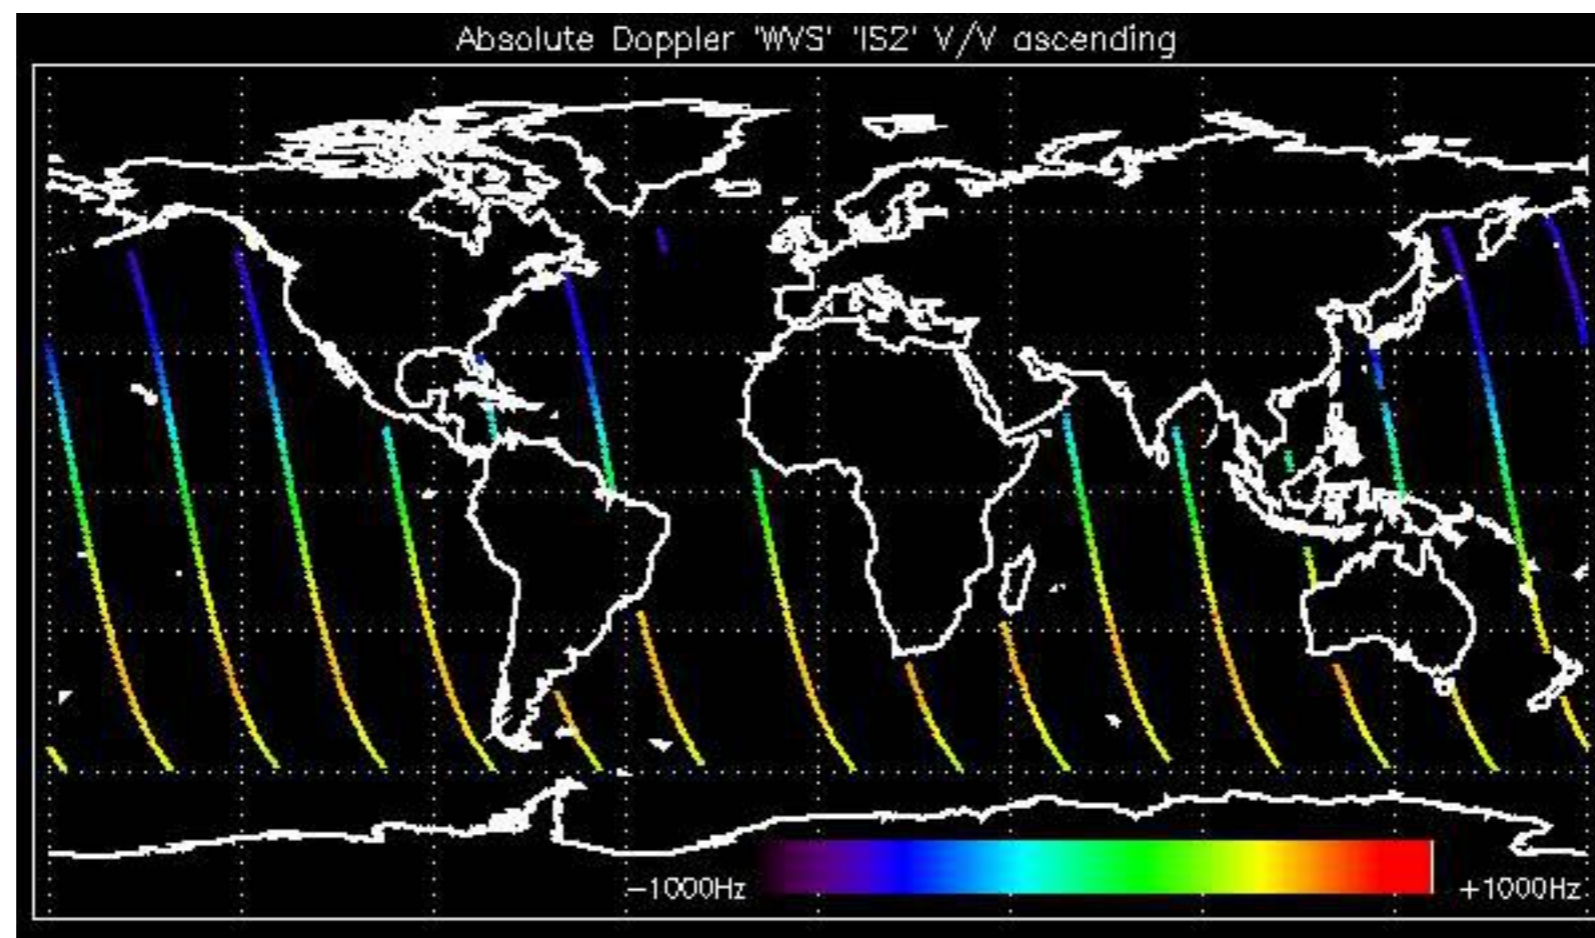 Absolute Doppler 'WVS' 'IS2' V/V ascending
−1000Hz
+1000Hz